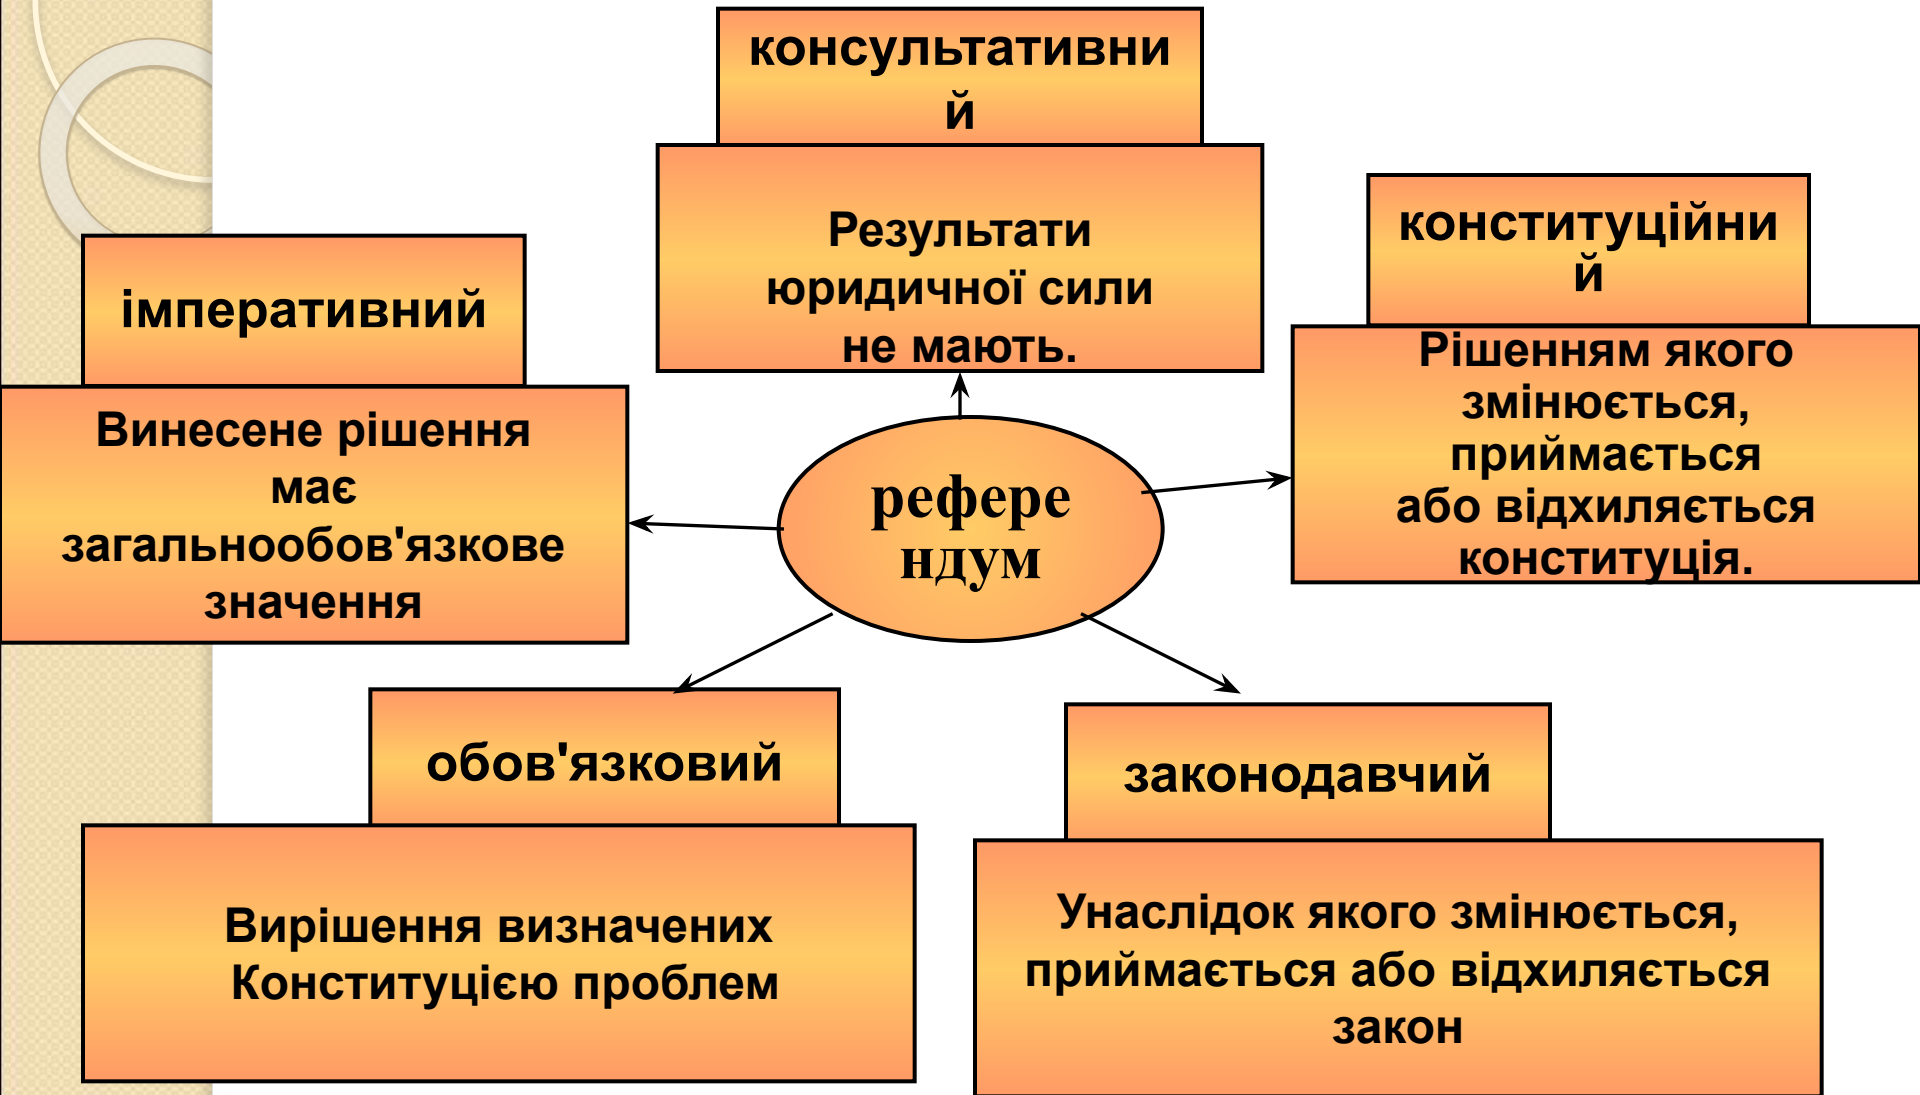 консультативни
й
Результати
юридичної сили
не мають.
конституційни
й
Рішенням якого
змінюється,
приймається
або відхиляється
конституція.
імперативний
Винесене рішення
має
загальнообов'язкове
значення
рефере
ндум
обов'язковий
Вирішення визначених
Конституцією проблем
законодавчий
Унаслідок якого змінюється,
приймається або відхиляється
закон